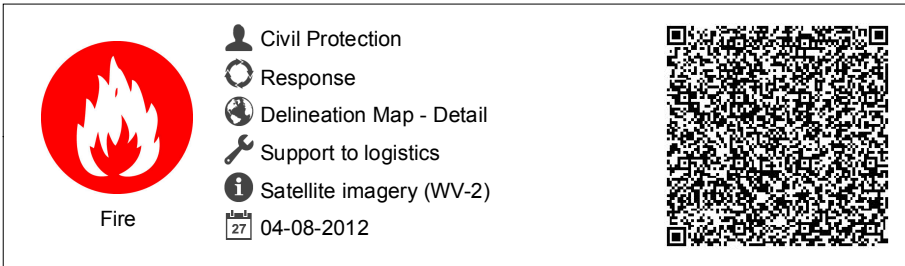 Civil Protection
Response
Delineation Map - Detail
Support to logistics
Satellite imagery (WV-2)
27 04-08-2012
Fire